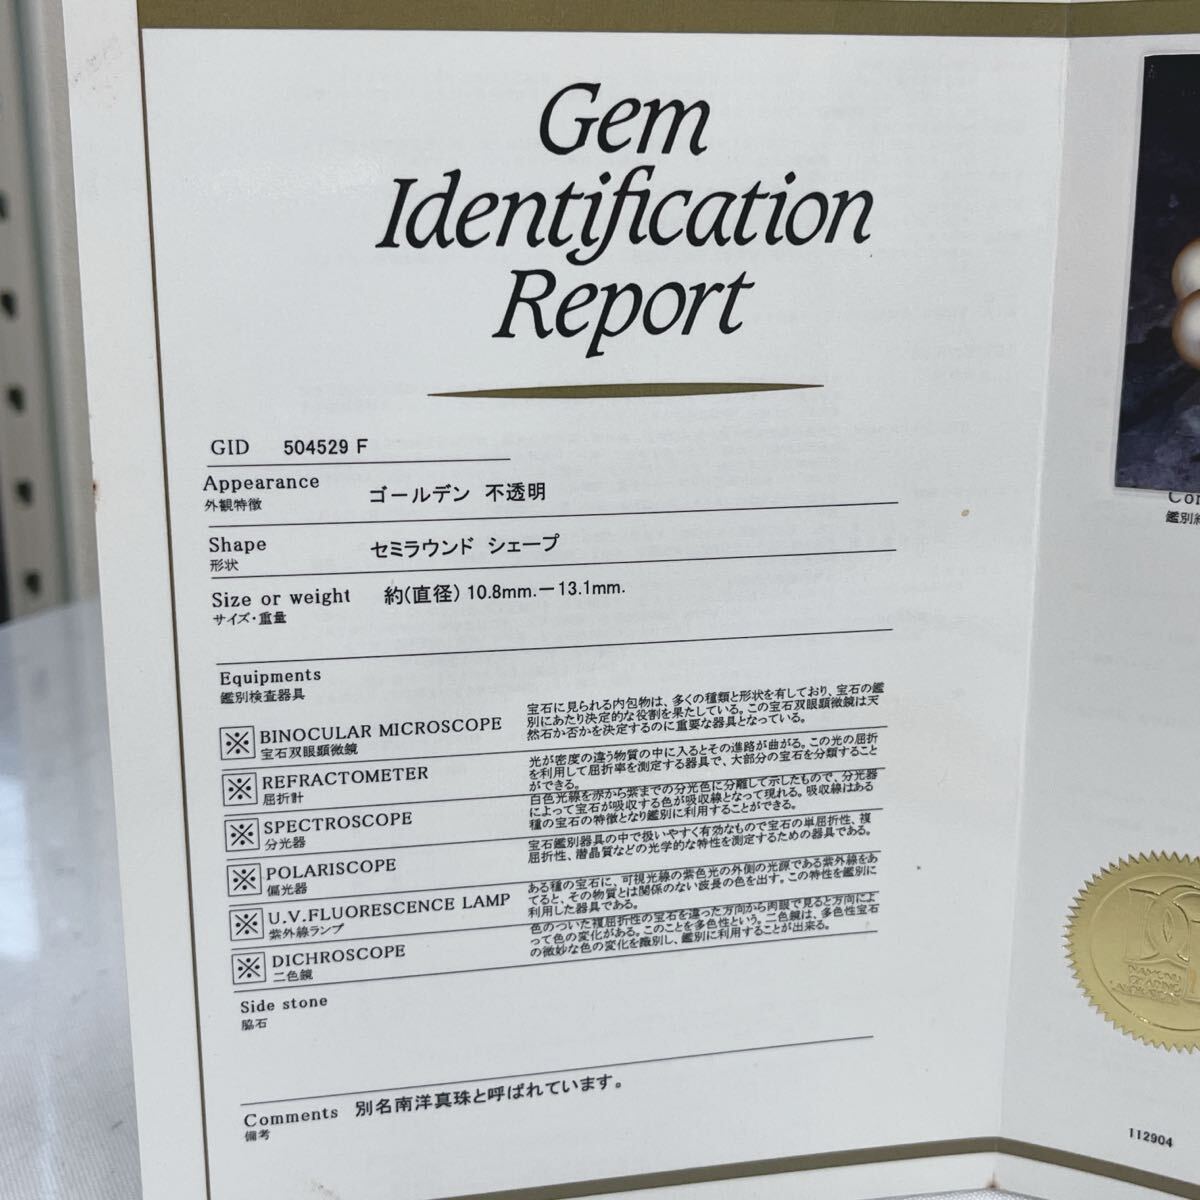 Gem
Identification
Report
GID 504529 F
Appearance
外観特徴
ゴールデン 不透明
Shape
形状
セミラウンド シェープ
Size or weight
サイズ・重量
約(直径) 10.8mm.ー13.1mm.
Equipments
鑑別検査器具
※ BINOCULAR MICROSCOPE
宝石双眼顕微鏡
宝石に見られる内包物は、多くの種類と形状を有しており、宝石の鑑
別にあたり決定的な役割を果たしている。この宝石双眼顕微鏡は天
然石か否かを決定するのに重要な器具となっている。
※ REFRACTOMETER
屈折計
光が密度の違う物質の中に入るとその進路が曲がる。この光の屈折
を利用して屈折率を測定する器具で、大部分の宝石を分類すること
ができる。
※ SPECTROSCOPE
分光器
白色光線を赤から紫までの分光色に分離して示したもので、分光器
によって宝石が吸収する色が吸収線となって現れる。吸収線はある
種の宝石の特徴となり鑑別に利用することができる。
※ POLARISCOPE
偏光器
宝石鑑別器具の中で扱いやすく有効なもので宝石の単屈折性、複
屈折性、潜晶質などの光学的な特性を測定するための器具である。
※ U.V.FLUORESCENCE LAMP
紫外線ランプ
ある種の宝石に、可視光線の紫色光の外側の光源である紫外線をあ
てると、その物質とは関係のない波長の色を出す。この特性を鑑別に
利用した器具である。
※ DICHROSCOPE
二色鏡
色のついた複屈折性の宝石を違った方向から肉眼で見ると方向によ
って色の変化がある。このことを多色性という。二色鏡は、多色性宝石
の微妙な色の変化を識別し、鑑別に利用することが出来る。
Side stone
脇石
Comments 別名南洋真珠と呼ばれています。
備考
鑑別
112904